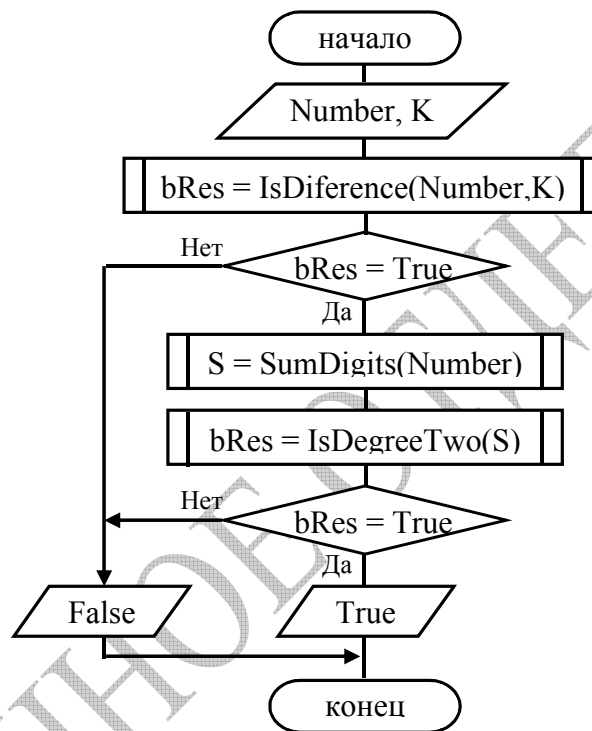 начало
Number, K
bRes = IsDiference(Number,K)
Нет
bRes = True
Да
S = SumDigits(Number)
bRes = IsDegreeTwo(S)
Нет
bRes = True
Да
False
True
конец